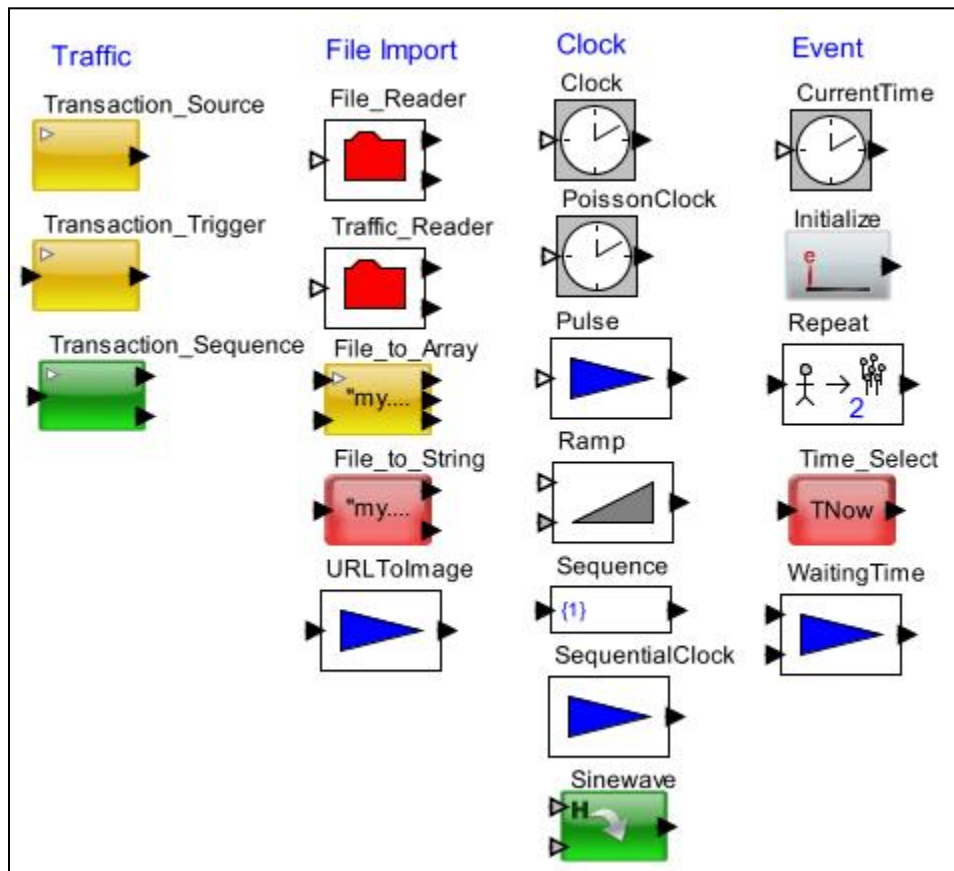 Traffic
Transaction_Source
Transaction_Trigger
Transaction_Sequence
File Import
File_Reader
Traffic_Reader
File_to_Array
"my....
File_to_String
"my....
URLToImage
Clock
Clock
PoissonClock
Pulse
Ramp
Sequence
{1}
SequentialClock
Sinewave
H
Event
CurrentTime
Initialize
e
Repeat
2
Time_Select
TNow
WaitingTime